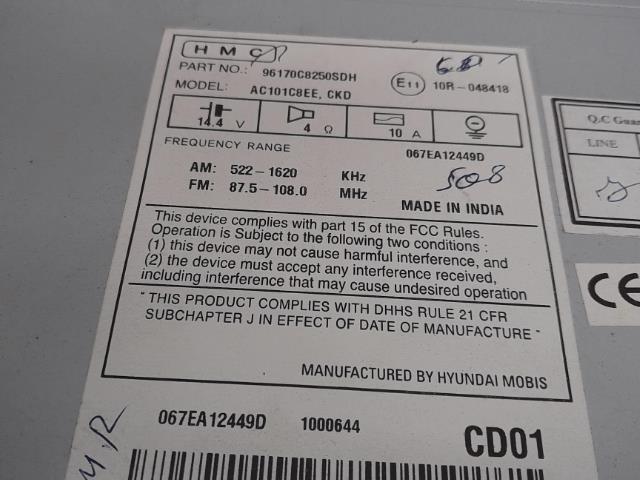 HMC
PART NO.: 96170C8250SDH
E11 10R-048418
MODEL: AC101C8EE, CKD
14.4 V 4 Ω 10 A
FREQUENCY RANGE
067EA12449D
AM: 522-1620 KHz
508
FM: 87.5-108.0 MHz
MADE IN INDIA
This device complies with part 15 of the FCC Rules.
Operation is Subject to the following two conditions :
(1) this device may not cause harmful interference, and
(2) the device must accept any interference received,
including interference that may cause undesired operation
" THIS PRODUCT COMPLIES WITH DHHS RULE 21 CFR
SUBCHAPTER J IN EFFECT OF DATE OF MANUFACTURE "
MANUFACTURED BY HYUNDAI MOBIS
067EA12449D 1000644
CD01
Q.C
LINE
CE